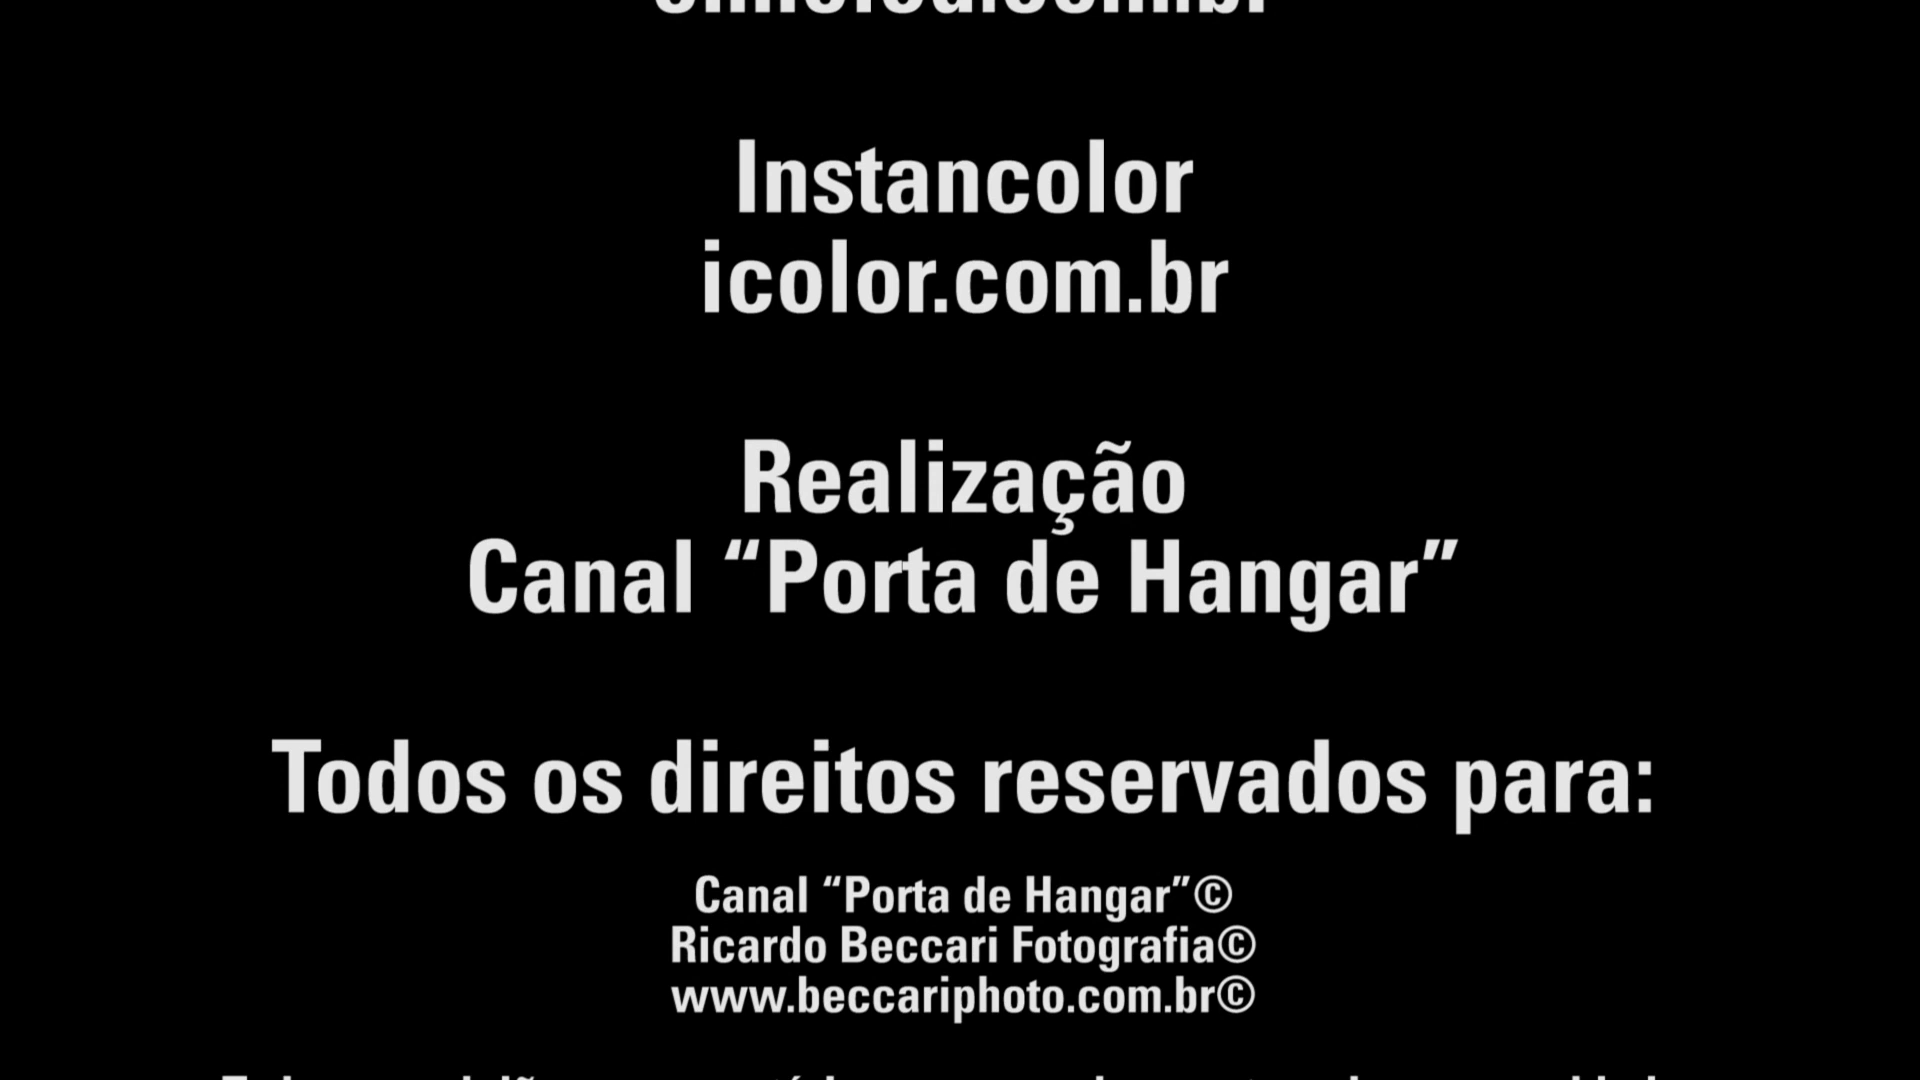 Instancolor
icolor.com.br
Realização
Canal “Porta de Hangar”
Todos os direitos reservados para:
Canal “Porta de Hangar”©
Ricardo Beccari Fotografia©
www.beccariphoto.com.br©